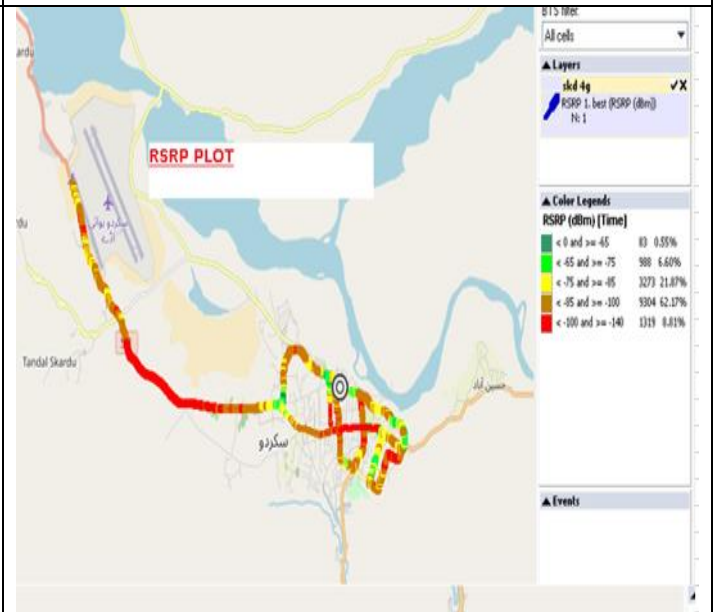 BTS filter:
All cells
▲ Layers
skd 4g
RSRP 1. best (RSRP (dBm))
N: 1
RSRP PLOT
▲ Color Legends
RSRP (dBm) [Time]
< 0 and >= -65 83 0.55%
< -65 and >= -75 988 6.60%
< -75 and >= -85 3273 21.87%
< -85 and >= -100 9304 62.17%
< -100 and >= -140 1319 8.81%
Tandal Skardu
سکردو
حسین آباد
▲ Events